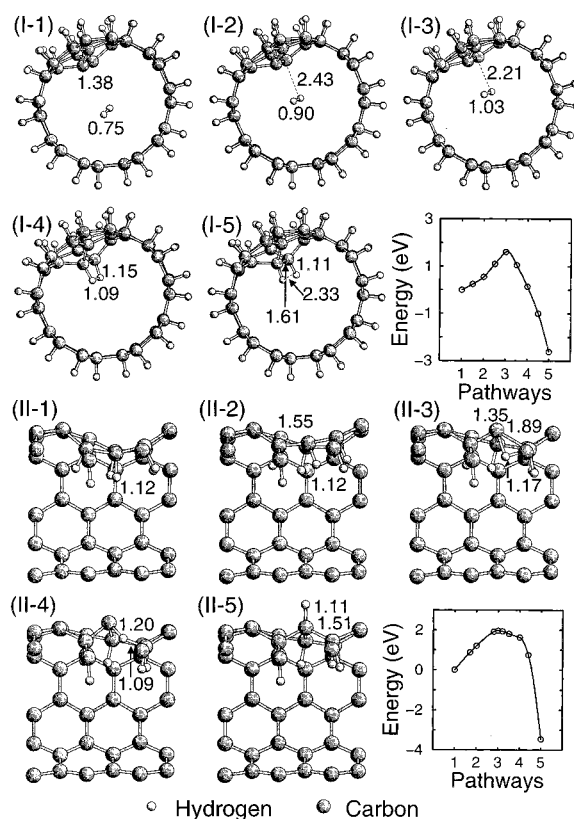 (I-1) (I-2) (I-3)
1.38
0.75
2.43
0.90
2.21
1.03
(I-4) (I-5)
1.15
1.09
1.11
2.33
1.61
Energy (eV)
3
1
−1
−3
1 2 3 4 5
Pathways
(II-1) (II-2) (II-3)
1.12
1.55
1.12
1.35
1.89
1.17
(II-4) (II-5)
1.20
1.09
1.11
1.51
Energy (eV)
2
0
−2
−4
1 2 3 4 5
Pathways
Hydrogen Carbon